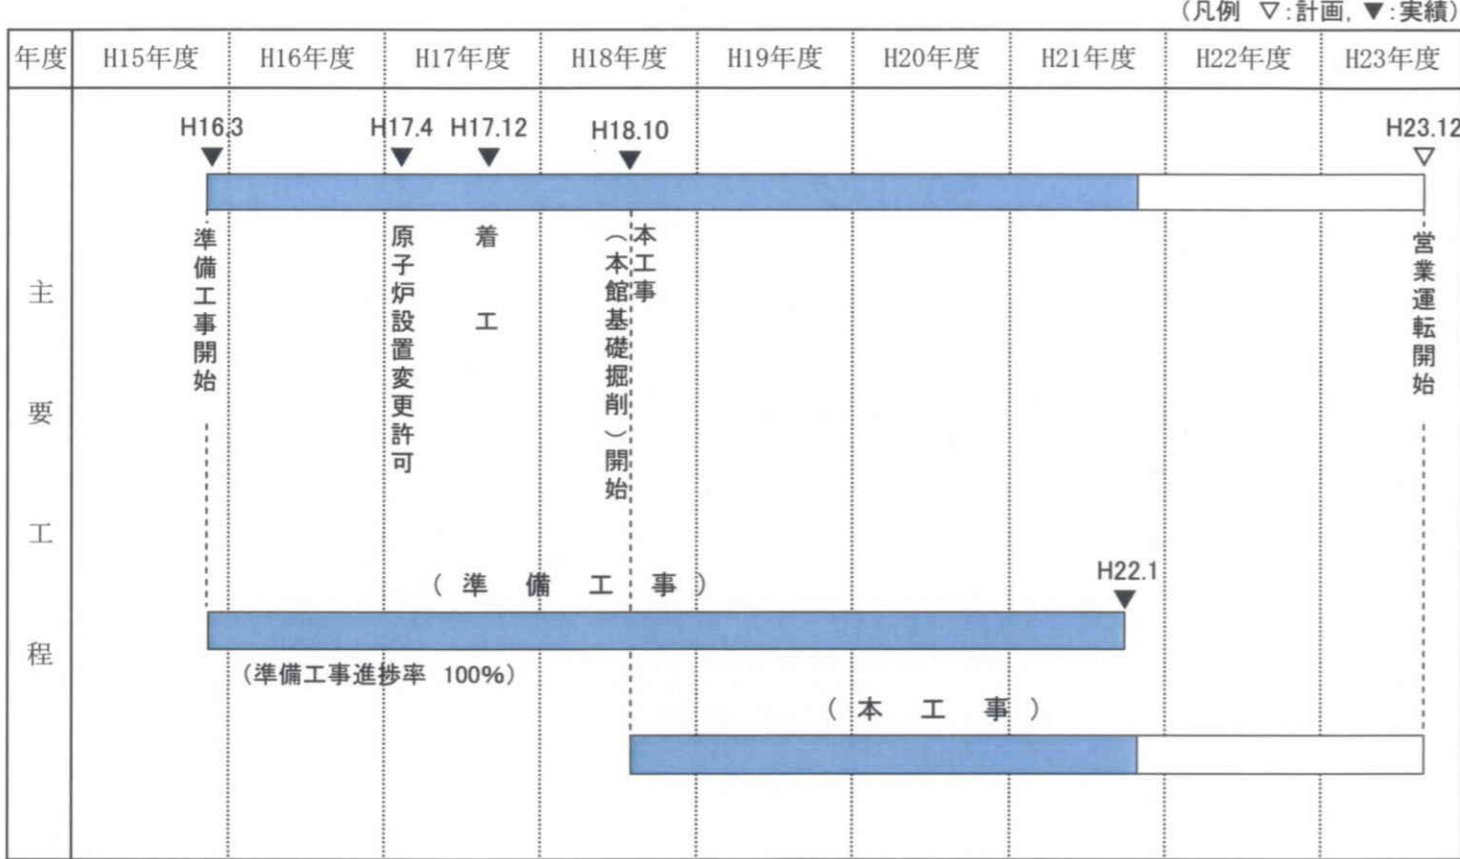 (凡例 ▽:計画, ▼:実績)
年度 H15年度 H16年度 H17年度 H18年度 H19年度 H20年度 H21年度 H22年度 H23年度
主要工程
H16.3 H17.4 H17.12 H18.10 H23.12
▼ ▼ ▼ ▼ ▽
準備工事開始
原子炉設置変更許可
着工
本工事
(本館基礎掘削)開始
営業運転開始
(準備工事)
H22.1
▼
(準備工事進捗率 100%)
(本工事)